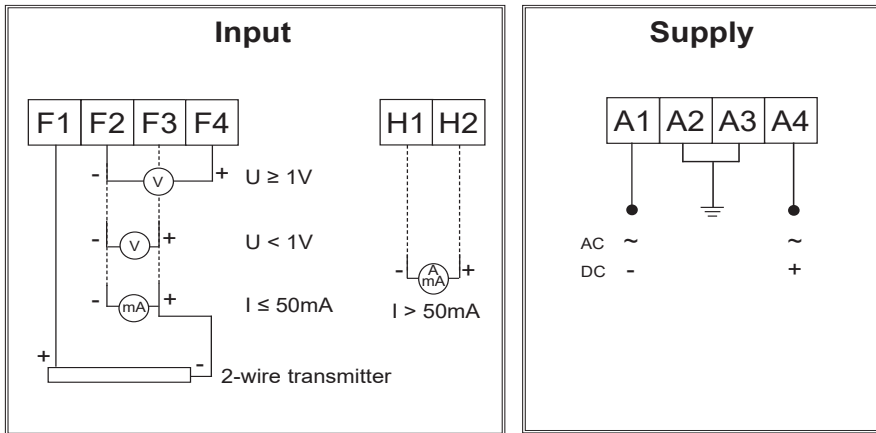 Input
F1 F2 F3 F4
- V + U ≥ 1V
- V + U < 1V
- mA + I ≤ 50mA
+ - 2-wire transmitter
H1 H2
- A mA +
I > 50mA
Supply
A1 A2 A3 A4
AC ~ ~
DC - +